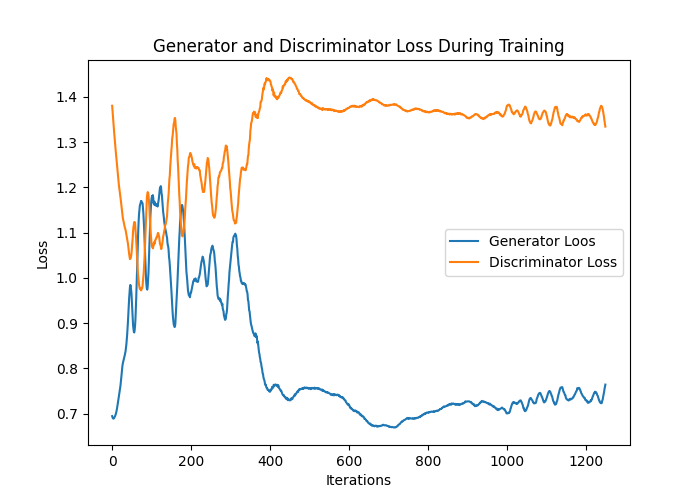 Generator and Discriminator Loss During Training
Loss
1.4
1.3
1.2
1.1
1.0
0.9
0.8
0.7
Generator Loos
Discriminator Loss
0 200 400 600 800 1000 1200
Iterations